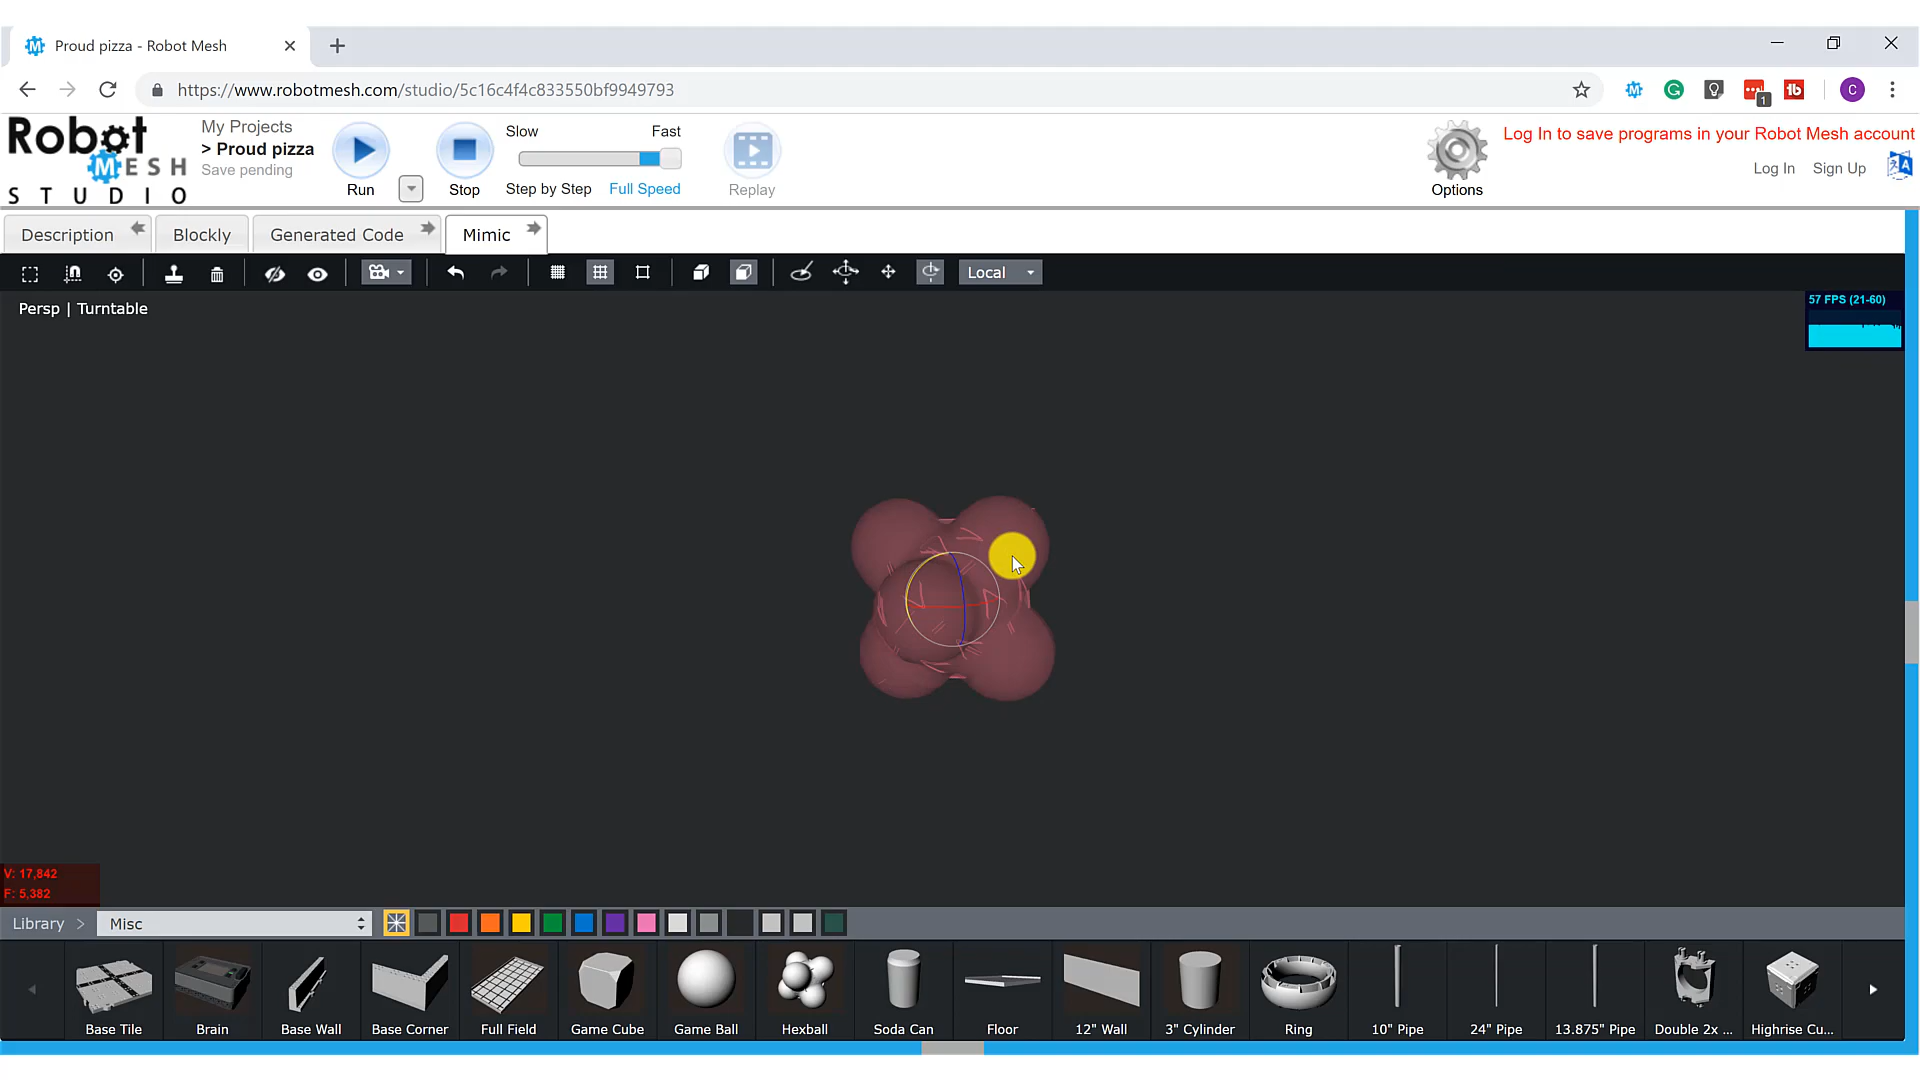 Proud pizza - Robot Mesh
https://www.robotmesh.com/studio/5c16c4f4c833550bf9949793
1
C
Robot
MESH
STUDIO
My Projects
> Proud pizza
Save pending
Run
Stop
Slow
Fast
Step by Step
Full Speed
Replay
Options
Log In to save programs in your Robot Mesh account
Log In
Sign Up
Description
Blockly
Generated Code
Mimic
Local
Persp | Turntable
57 FPS (21-60)
V: 17,842
F: 5,382
Library >
Misc
Base Tile
Brain
Base Wall
Base Corner
Full Field
Game Cube
Game Ball
Hexball
Soda Can
Floor
12" Wall
3" Cylinder
Ring
10" Pipe
24" Pipe
13.875" Pipe
Double 2x ...
Highrise Cu...